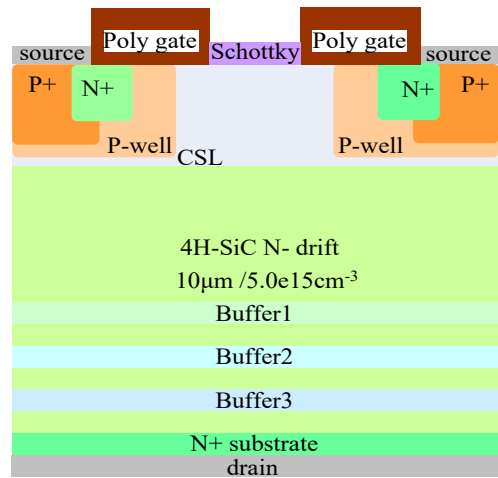 Poly gate
Poly gate
source
Schottky
source
P+
N+
N+
P+
P-well
P-well
CSL
4H-SiC N- drift
10μm /5.0e15cm⁻³
Buffer1
Buffer2
Buffer3
N+ substrate
drain